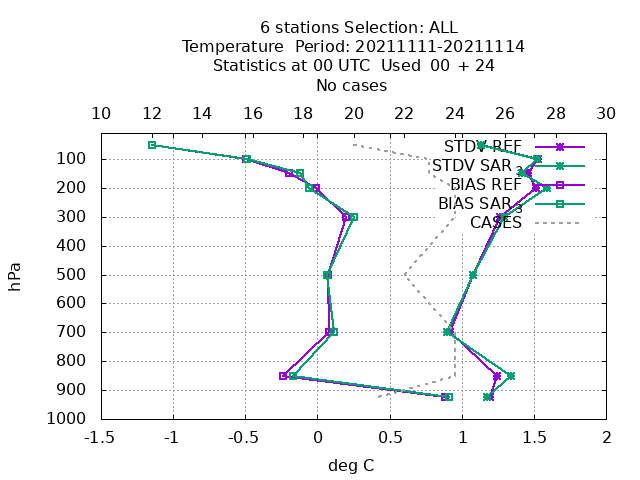 6 stations Selection: ALL
Temperature  Period: 20211111-20211114
Statistics at 00 UTC  Used  00 + 24
No cases
10 12 14 16 18 20 22 24 26 28 30
STDV REF
STDV SAR_3
BIAS REF
BIAS SAR_3
CASES
hPa
100
200
300
400
500
600
700
800
900
1000
-1.5 -1 -0.5 0 0.5 1 1.5 2
deg C